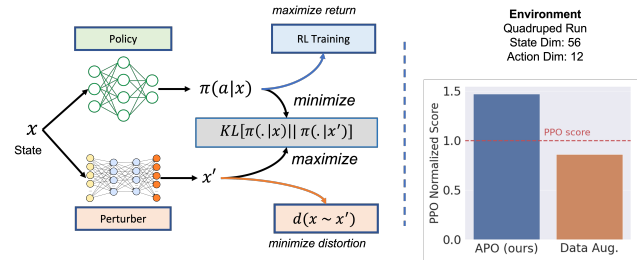 maximize return
Policy
RL Training
π(a|x)
minimize
x
State
KL[π(.|x)|| π(.|x′)]
maximize
x′
Perturber
d(x ~ x′)
minimize distortion
Environment
Quadruped Run
State Dim: 56
Action Dim: 12
PPO Normalized Score
1.5
1.0
0.5
0.0
PPO score
APO (ours)
Data Aug.